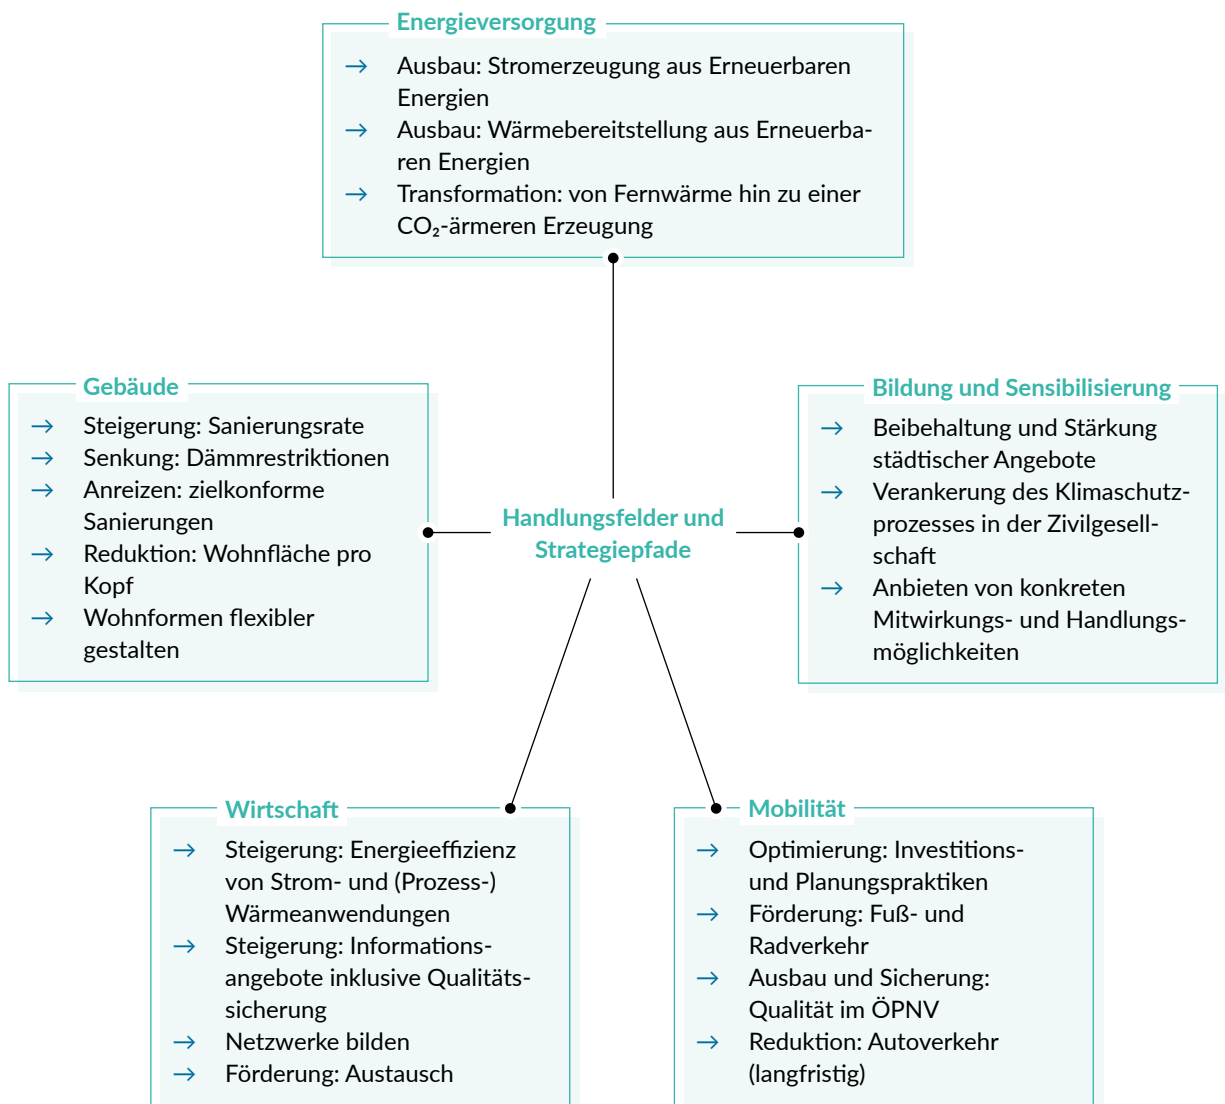 Energieversorgung
→ Ausbau: Stromerzeugung aus Erneuerbaren
Energien
→ Ausbau: Wärmebereitstellung aus Erneuerba-
ren Energien
→ Transformation: von Fernwärme hin zu einer
CO₂-ärmeren Erzeugung
Gebäude
→ Steigerung: Sanierungsrate
→ Senkung: Dämmrestriktionen
→ Anreizen: zielkonforme
Sanierungen
→ Reduktion: Wohnfläche pro
Kopf
→ Wohnformen flexibler
gestalten
Handlungsfelder und
Strategiepfade
Bildung und Sensibilisierung
→ Beibehaltung und Stärkung
städtischer Angebote
→ Verankerung des Klimaschutz-
prozesses in der Zivilgesell-
schaft
→ Anbieten von konkreten
Mitwirkungs- und Handlungs-
möglichkeiten
Wirtschaft
→ Steigerung: Energieeffizienz
von Strom- und (Prozess-)
Wärmeanwendungen
→ Steigerung: Informations-
angebote inklusive Qualitäts-
sicherung
→ Netzwerke bilden
→ Förderung: Austausch
Mobilität
→ Optimierung: Investitions-
und Planungspraktiken
→ Förderung: Fuß- und
Radverkehr
→ Ausbau und Sicherung:
Qualität im ÖPNV
→ Reduktion: Autoverkehr
(langfristig)